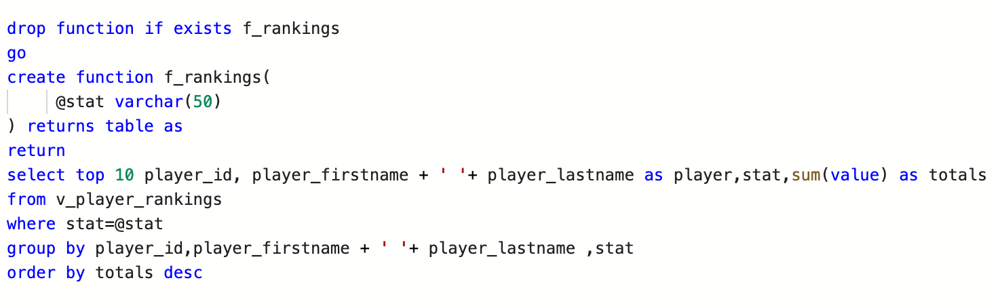 drop function if exists f_rankings
go
create function f_rankings(
@stat varchar(50)
) returns table as
return
select top 10 player_id, player_firstname + ' '+ player_lastname as player,stat,sum(value) as totals
from v_player_rankings
where stat=@stat
group by player_id,player_firstname + ' '+ player_lastname ,stat
order by totals desc